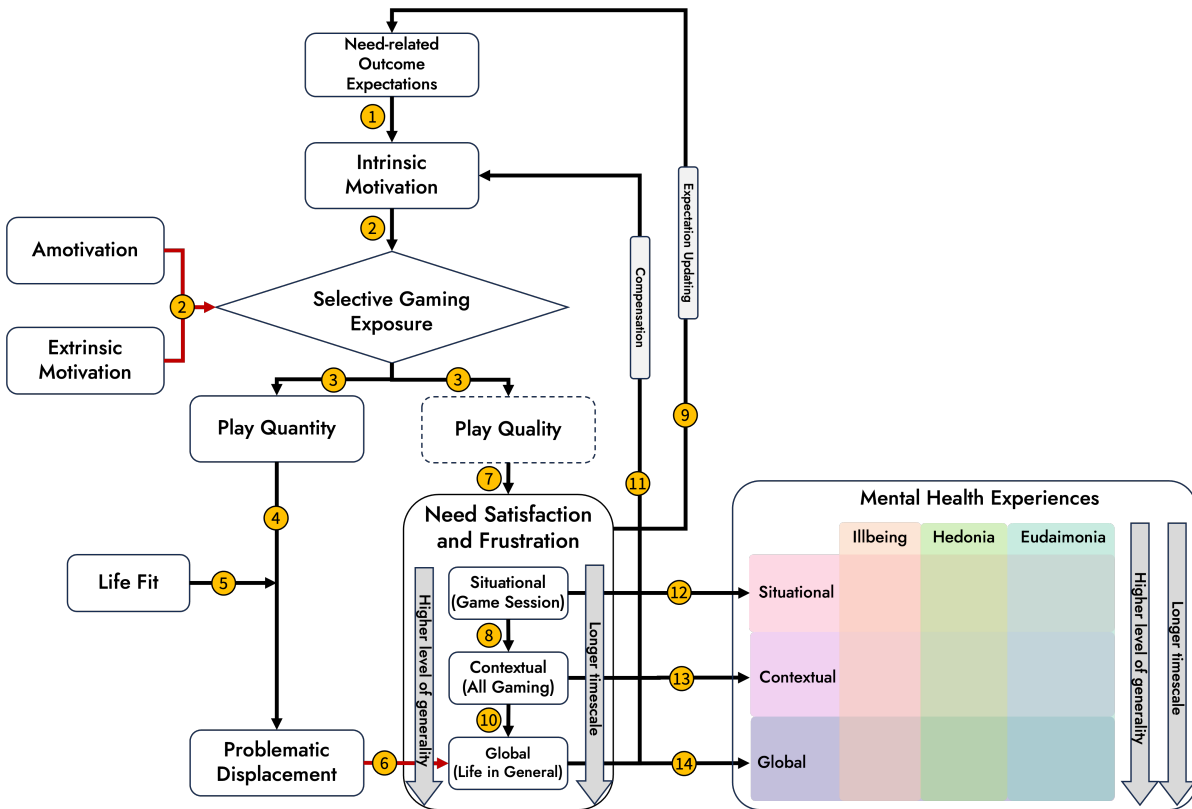 Need-related
Outcome
Expectations
1
Intrinsic
Motivation
2
Amotivation
2
Extrinsic
Motivation
Selective Gaming
Exposure
3
3
Play Quantity
Play Quality
4
Life Fit
5
Problematic
Displacement
6
7
Need Satisfaction
and Frustration
Higher level of generality
Situational
(Game Session)
8
Contextual
(All Gaming)
10
Global
(Life in General)
Longer timescale
Compensation
11
Expectation Updating
9
12
13
14
Mental Health Experiences
Illbeing
Hedonia
Eudaimonia
Situational
Contextual
Global
Higher level of generality
Longer timescale